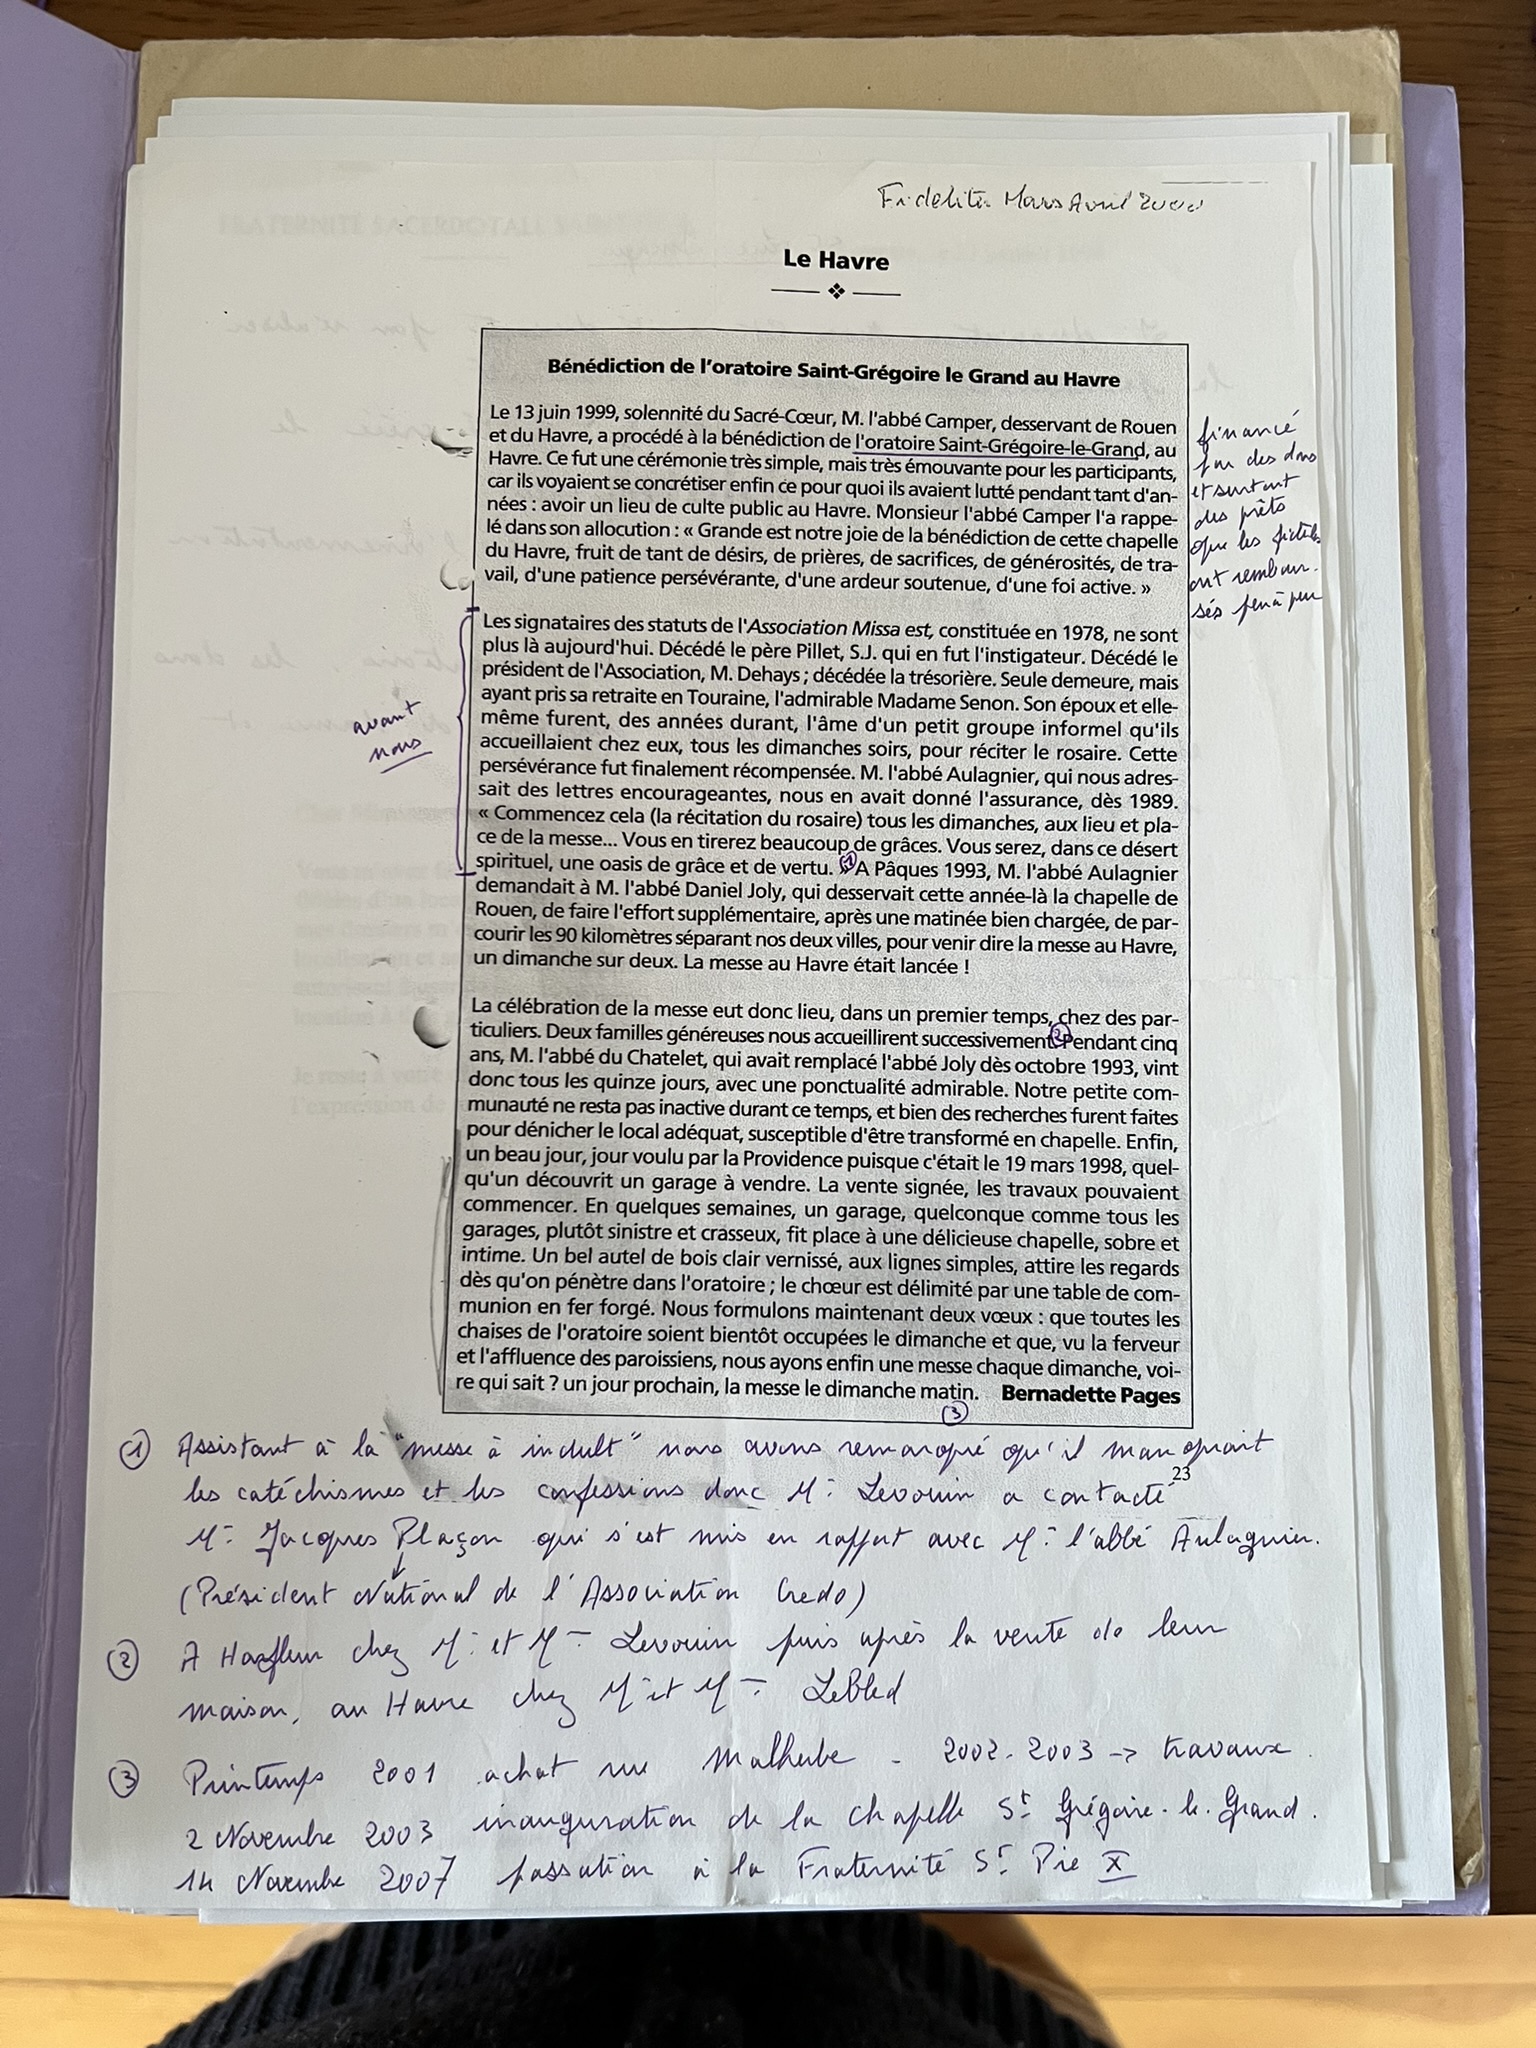 Fidélité Mars Avril 2000
Le Havre
Bénédiction de l'oratoire Saint-Grégoire le Grand au Havre
Le 13 juin 1999, solennité du Sacré-Cœur, M. l'abbé Camper, desservant de Rouen
et du Havre, a procédé à la bénédiction de l'oratoire Saint-Grégoire-le-Grand, au
Havre. Ce fut une cérémonie très simple, mais très émouvante pour les participants,
car ils voyaient se concrétiser enfin ce pour quoi ils avaient lutté pendant tant d'an-
nées : avoir un lieu de culte public au Havre. Monsieur l'abbé Camper l'a rappe-
lé dans son allocution : « Grande est notre joie de la bénédiction de cette chapelle
du Havre, fruit de tant de désirs, de prières, de sacrifices, de générosités, de tra-
vail, d'une patience persévérante, d'une ardeur soutenue, d'une foi active. »
financé
par des dons
et surtout
des prêts
que les fidèles
ont rembour-
sés peu à peu
Les signataires des statuts de l'Association Missa est, constituée en 1978, ne sont
plus là aujourd'hui. Décédé le père Pillet, S.J. qui en fut l'instigateur. Décédé le
président de l'Association, M. Dehays ; décédée la trésorière. Seule demeure, mais
ayant pris sa retraite en Touraine, l'admirable Madame Senon. Son époux et elle-
même furent, des années durant, l'âme d'un petit groupe informel qu'ils
accueillaient chez eux, tous les dimanches soirs, pour réciter le rosaire. Cette
persévérance fut finalement récompensée. M. l'abbé Aulagnier, qui nous adres-
sait des lettres encourageantes, nous en avait donné l'assurance, dès 1989.
« Commencez cela (la récitation du rosaire) tous les dimanches, aux lieu et pla-
ce de la messe... Vous en tirerez beaucoup de grâces. Vous serez, dans ce désert
spirituel, une oasis de grâce et de vertu. » 1 A Pâques 1993, M. l'abbé Aulagnier
demandait à M. l'abbé Daniel Joly, qui desservait cette année-là la chapelle de
Rouen, de faire l'effort supplémentaire, après une matinée bien chargée, de par-
courir les 90 kilomètres séparant nos deux villes, pour venir dire la messe au Havre,
un dimanche sur deux. La messe au Havre était lancée !
avant
nous
La célébration de la messe eut donc lieu, dans un premier temps, chez des par-
ticuliers. Deux familles généreuses nous accueillirent successivement. 2 Pendant cinq
ans, M. l'abbé du Chatelet, qui avait remplacé l'abbé Joly dès octobre 1993, vint
donc tous les quinze jours, avec une ponctualité admirable. Notre petite com-
munauté ne resta pas inactive durant ce temps, et bien des recherches furent faites
pour dénicher le local adéquat, susceptible d'être transformé en chapelle. Enfin,
un beau jour, jour voulu par la Providence puisque c'était le 19 mars 1998, quel-
qu'un découvrit un garage à vendre. La vente signée, les travaux pouvaient
commencer. En quelques semaines, un garage, quelconque comme tous les
garages, plutôt sinistre et crasseux, fit place à une délicieuse chapelle, sobre et
intime. Un bel autel de bois clair vernissé, aux lignes simples, attire les regards
dès qu'on pénètre dans l'oratoire ; le chœur est délimité par une table de com-
munion en fer forgé. Nous formulons maintenant deux vœux : que toutes les
chaises de l'oratoire soient bientôt occupées le dimanche et que, vu la ferveur
et l'affluence des paroissiens, nous ayons enfin une messe chaque dimanche, voi-
re qui sait ? un jour prochain, la messe le dimanche matin. Bernadette Pages
3
1 Assistant à la "messe à indult" nous avons remarqué qu'il manquait
les catéchismes et les confessions donc Mr Levouin a contacté
23
Mr Jacques Plaçon qui s'est mis en rapport avec Mr l'abbé Aulagnier.
(Président National de l'Association Credo)
2 A Harfleur chez Mr et Mme Levouin puis après la vente de leur
maison, au Havre chez Mr et Mme LeBled
3 Printemps 2001 achat rue Malherbe - 2002-2003 → travaux.
2 Novembre 2003 inauguration de la chapelle St Grégoire-le-Grand.
14 Novembre 2007 passation à la Fraternité St Pie X